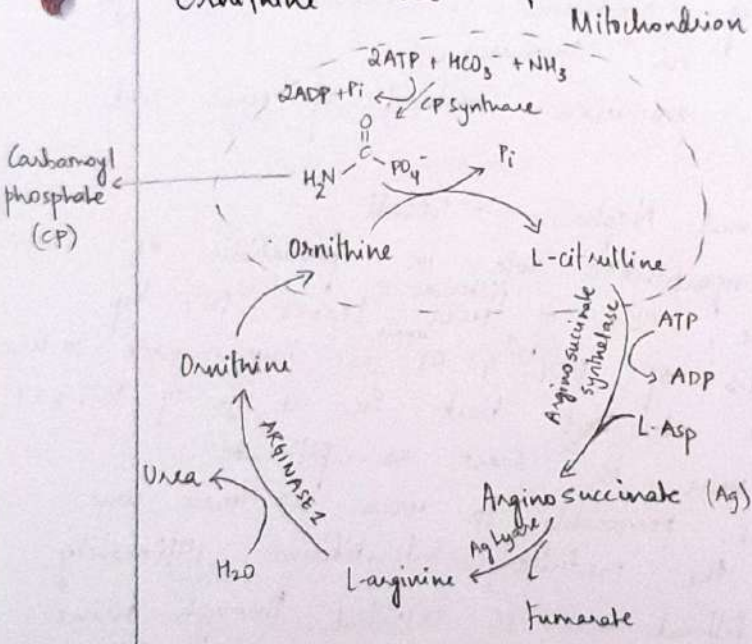 Ornithine
Mitochondrion
2ATP + HCO₃⁻ + NH₃
2ADP + Pi
CP synthase
O
C
H₂N
PO₄⁻
Pi
Carbamoyl
phosphate
(CP)
Ornithine
L-citrulline
Arginosuccinate
synthetase
ATP
ADP
L-Asp
Ornithine
ARGINASE 1
Urea
H₂O
Arginosuccinate (Ag)
Ag lyase
L-arginine
Fumarate